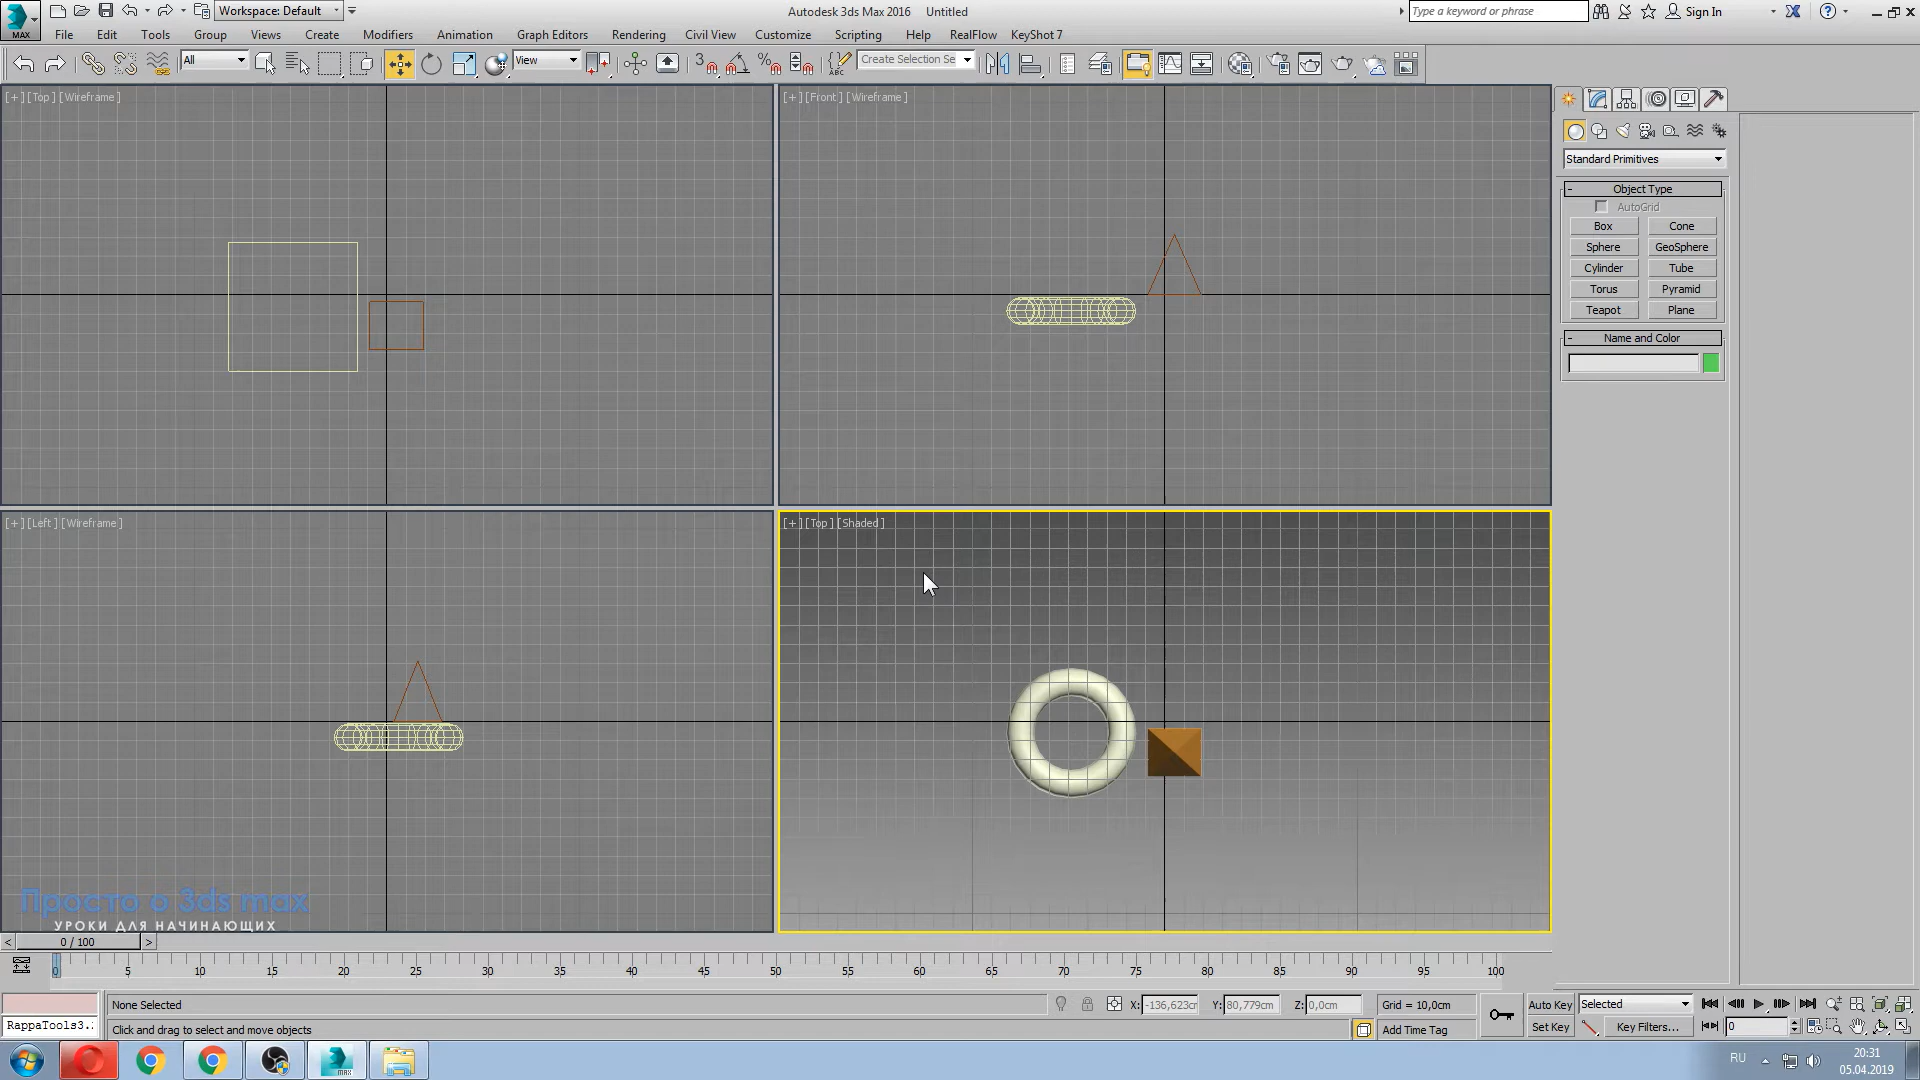 Workspace: Default
Autodesk 3ds Max 2016 Untitled
Type a keyword or phrase
Sign In
MAX
File Edit Tools Group Views Create Modifiers Animation Graph Editors Rendering Civil View Customize Scripting Help RealFlow KeyShot 7
All
View
3
ABC
Create Selection Se
[+] [Top] [Wireframe]
[+] [Front] [Wireframe]
Standard Primitives
- Object Type
AutoGrid
Box Cone
Sphere GeoSphere
Cylinder Tube
Torus Pyramid
Teapot Plane
- Name and Color
[+] [Left] [Wireframe]
[+] [Top] [Shaded]
Просто о 3ds max
УРОКИ ДЛЯ НАЧИНАЮЩИХ
< 0 / 100 >
0 5 10 15 20 25 30 35 40 45 50 55 60 65 70 75 80 85 90 95 100
None Selected
X: -136,623cm Y: 80,779cm Z: 0,0cm
Grid = 10,0cm
Auto Key
Selected
RappaTools3.
Click and drag to select and move objects
Add Time Tag
Set Key
Key Filters...
0
MAX
RU
20:31
05.04.2019